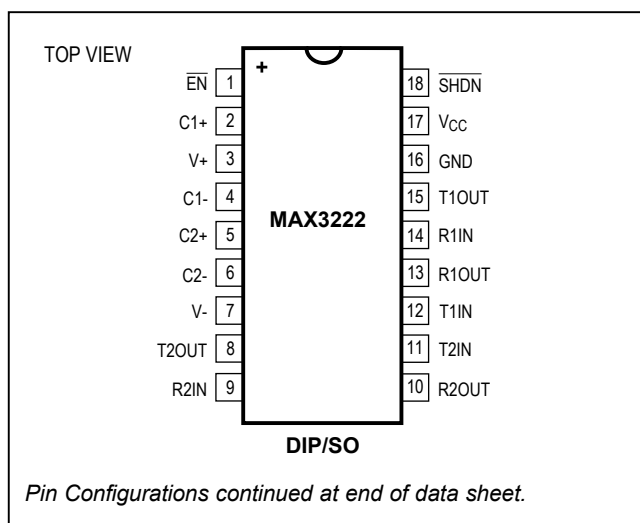 TOP VIEW
+
EN 1
C1+ 2
V+ 3
C1- 4
C2+ 5
C2- 6
V- 7
T2OUT 8
R2IN 9
MAX3222
18 SHDN
17 VCC
16 GND
15 T1OUT
14 R1IN
13 R1OUT
12 T1IN
11 T2IN
10 R2OUT
DIP/SO
Pin Configurations continued at end of data sheet.